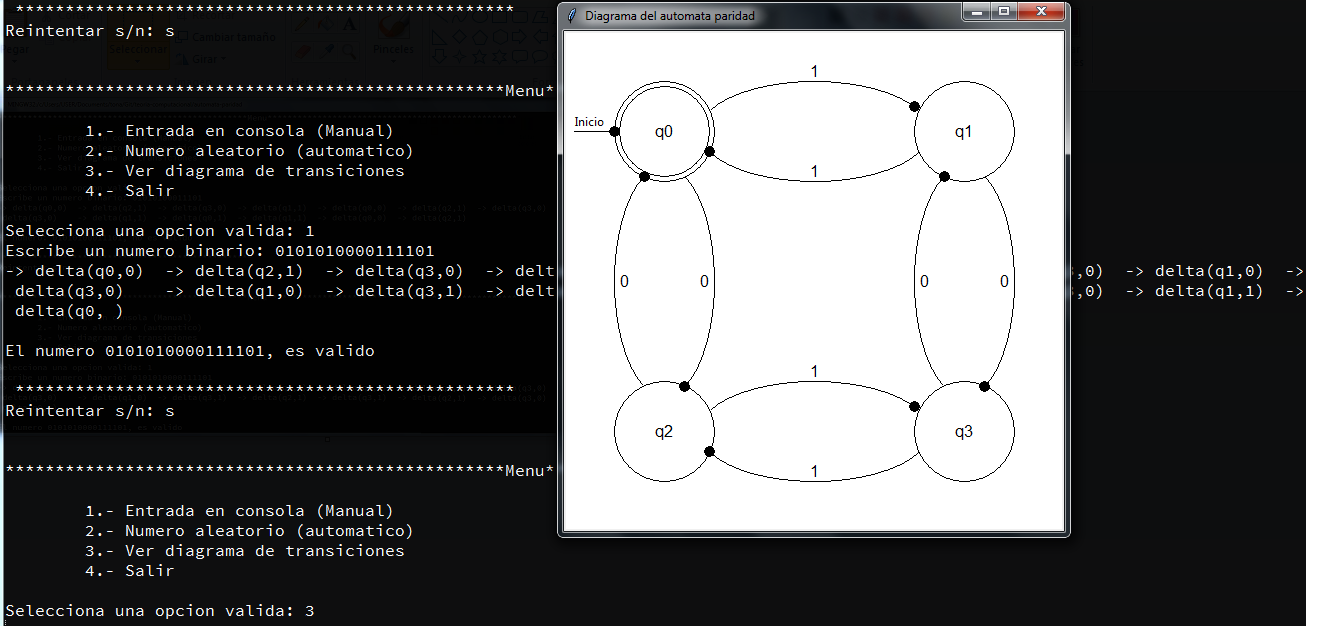 **************************************************
Reintentar s/n: s
**************************************************Menu*
1.- Entrada en consola (Manual)
2.- Numero aleatorio (automatico)
3.- Ver diagrama de transiciones
4.- Salir
Selecciona una opcion valida: 1
Escribe un numero binario: 0101010000111101
-> delta(q0,0)  -> delta(q2,1)  -> delta(q3,0)  -> delt ,0)  -> delta(q1,0)  ->
delta(q3,0)    -> delta(q1,0)  -> delta(q3,1)  -> delt ,0)  -> delta(q1,1)  ->
delta(q0, )
El numero 0101010000111101, es valido
**************************************************
Reintentar s/n: s
**************************************************Menu*
1.- Entrada en consola (Manual)
2.- Numero aleatorio (automatico)
3.- Ver diagrama de transiciones
4.- Salir
Selecciona una opcion valida: 3
Diagrama del automata paridad
1
Inicio
q0
q1
1
0
0
0
0
1
q2
q3
1